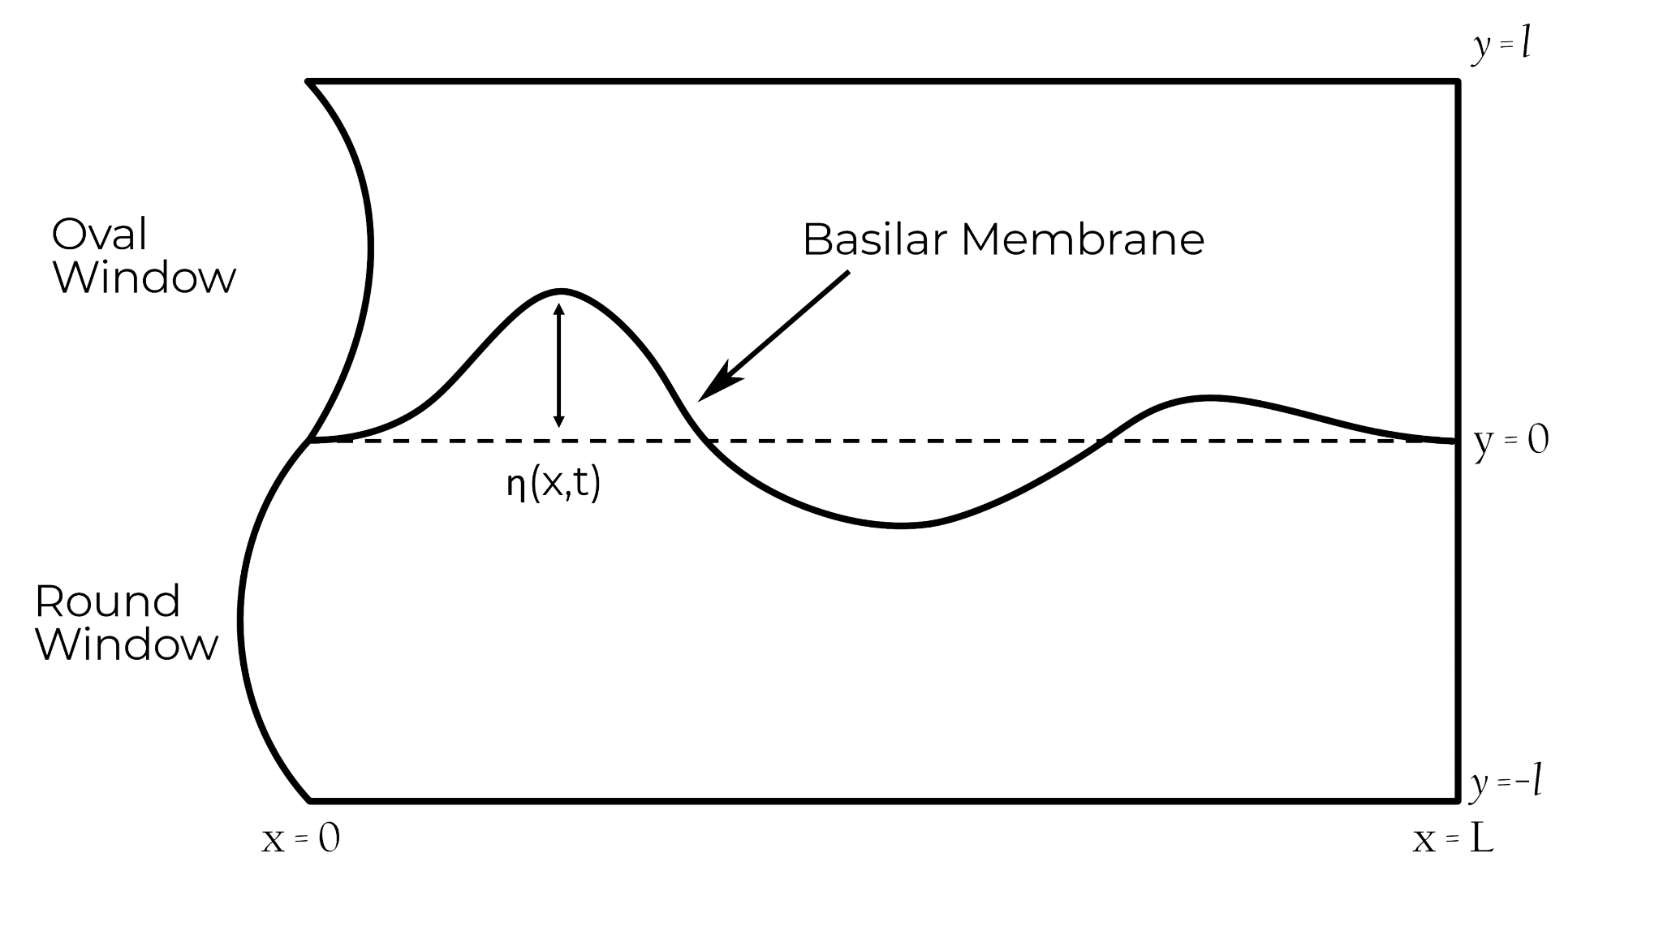 y = l
Oval
Window
Basilar Membrane
y = 0
η(x,t)
Round
Window
y = -l
x = 0
x = L